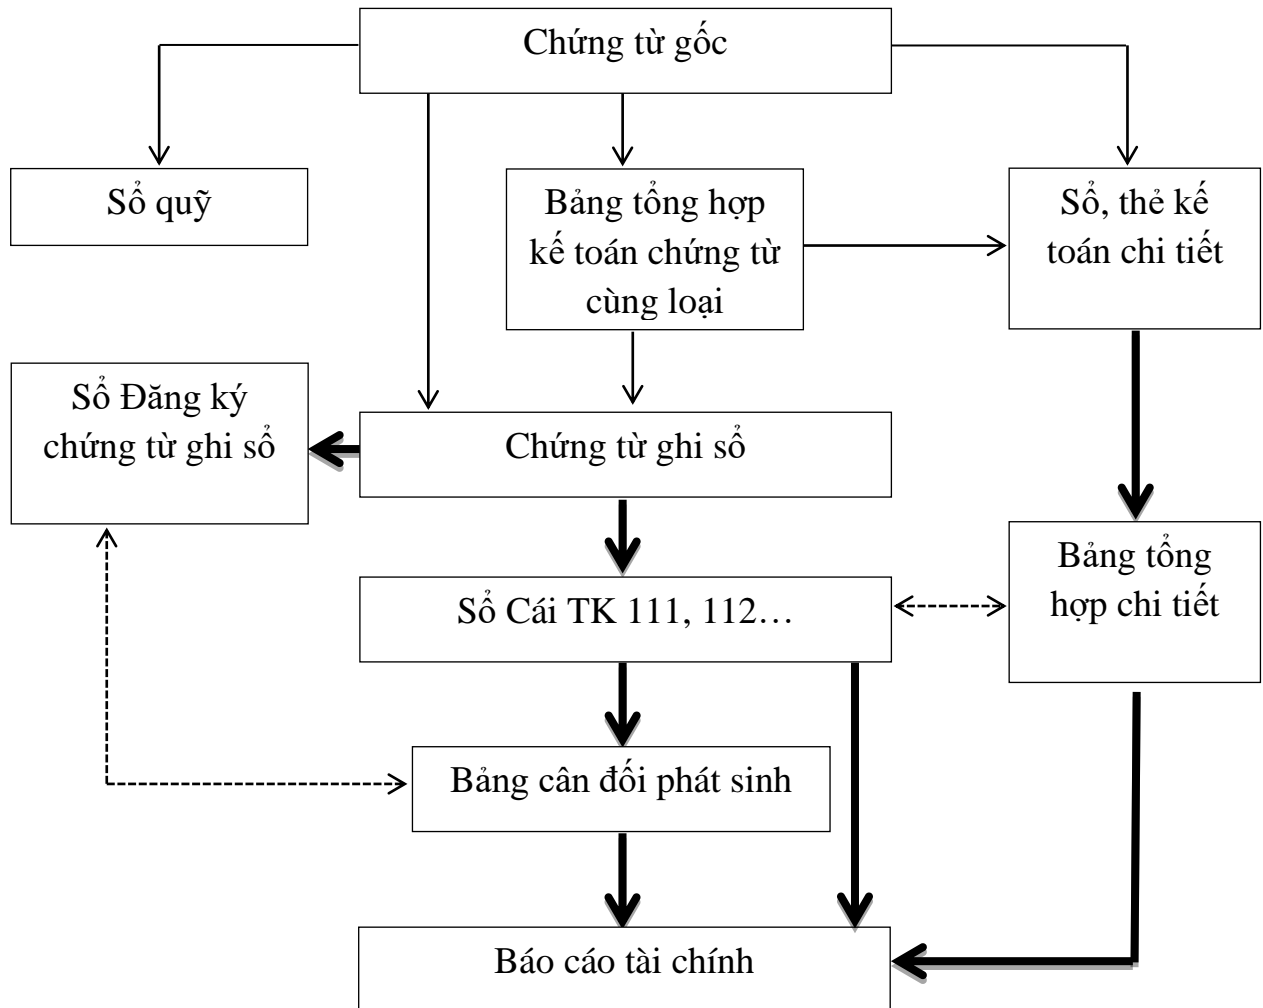 Chứng từ gốc
Sổ quỹ
Bảng tổng hợp
kế toán chứng từ
cùng loại
Sổ, thẻ kế
toán chi tiết
Sổ Đăng ký
chứng từ ghi sổ
Chứng từ ghi sổ
Bảng tổng
hợp chi tiết
Sổ Cái TK 111, 112…
Bảng cân đối phát sinh
Báo cáo tài chính